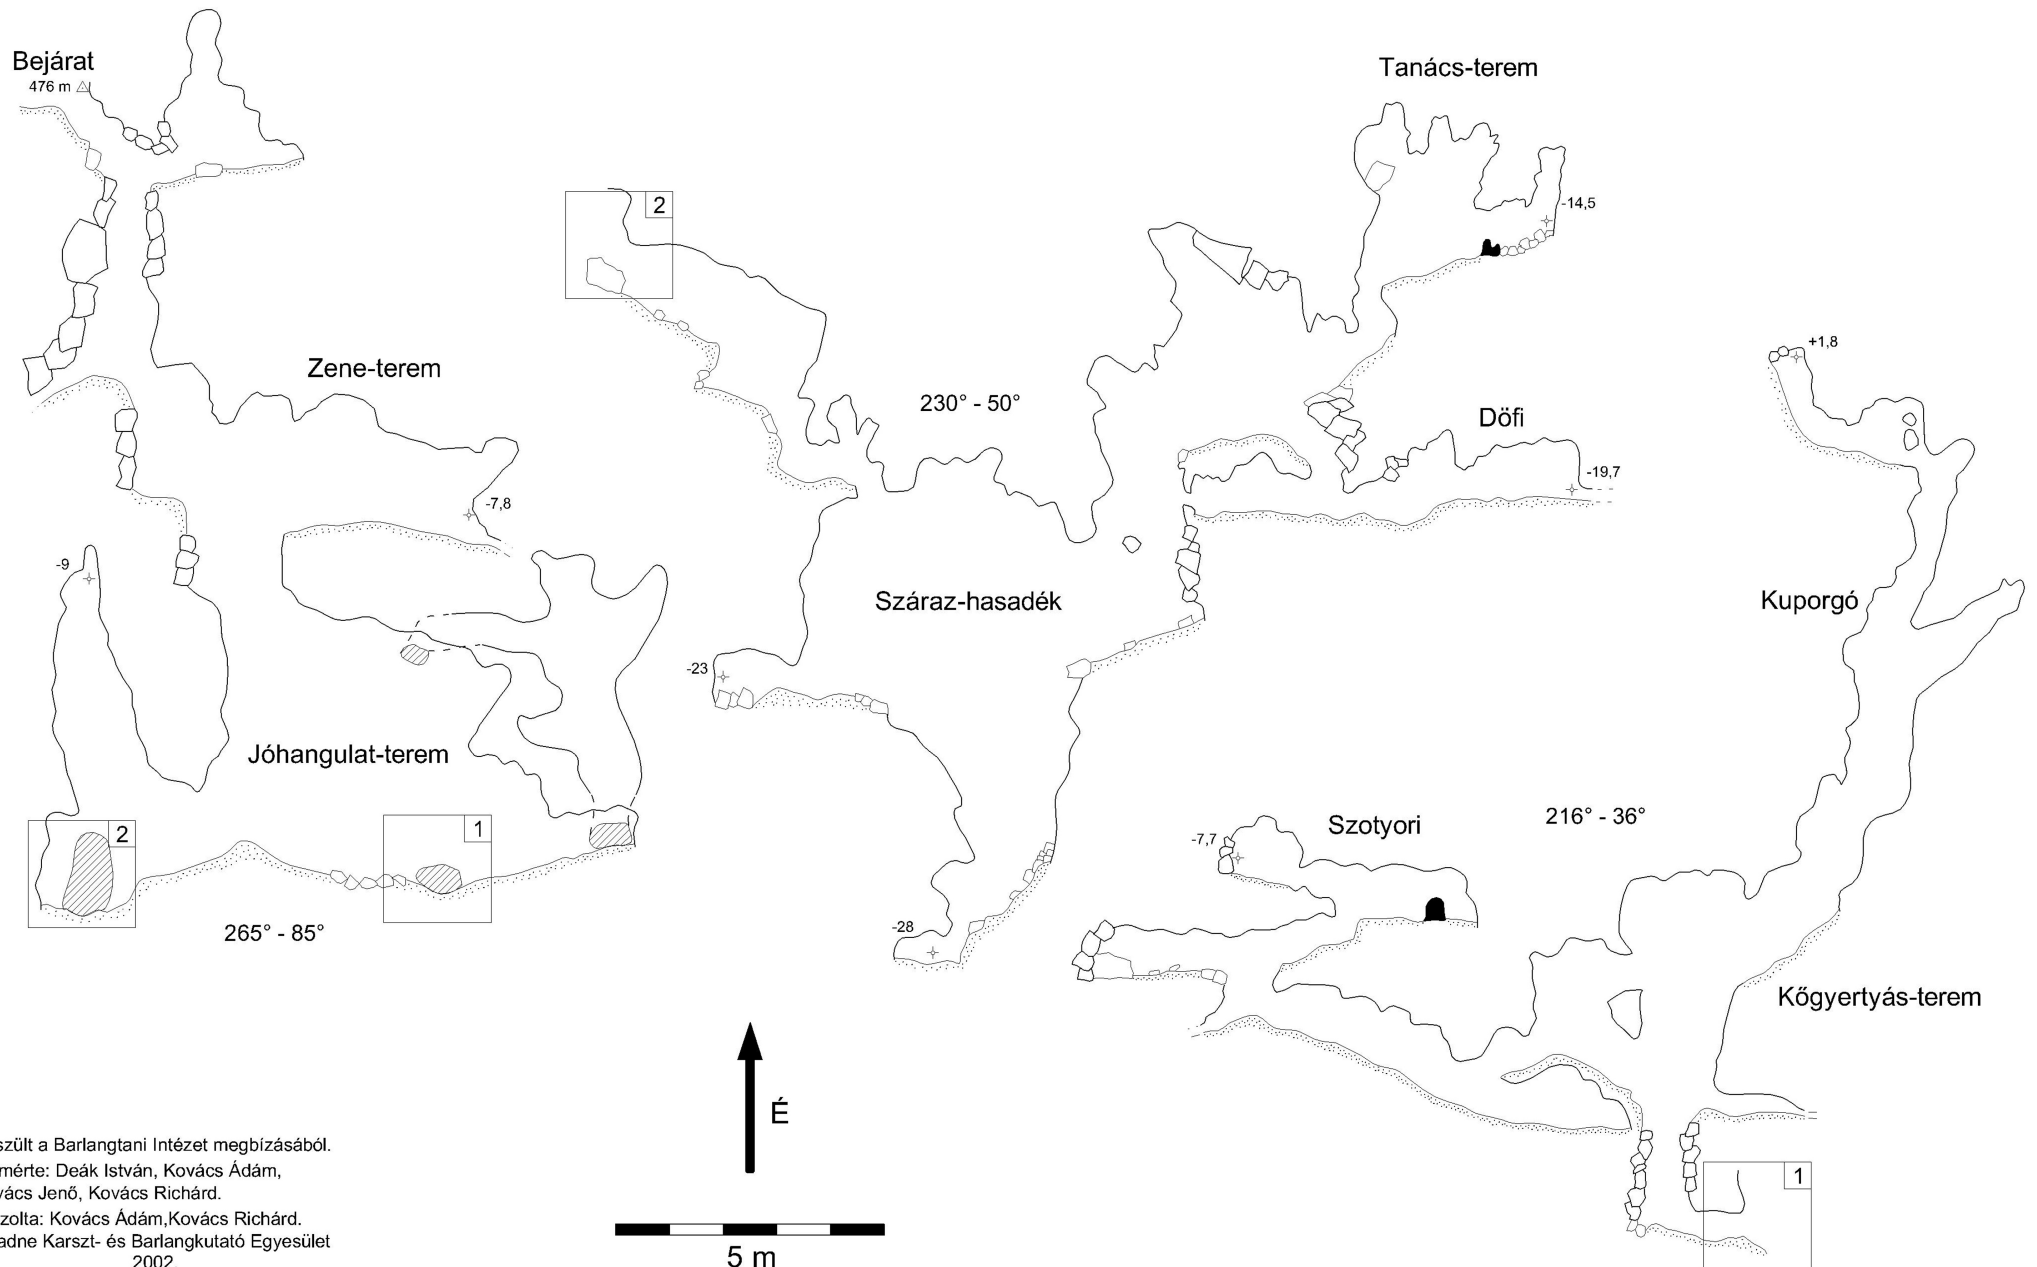 Bejárat
476 m
Tanács-terem
-14,5
2
Zene-terem
-7,8
230° - 50°
Döfi
-19,7
+1,8
-9
Száraz-hasadék
Kuporgó
-23
Jóhangulat-terem
2
1
265° - 85°
-28
-7,7
Szotyori
216° - 36°
Kőgyertyás-terem
É
1
szült a Barlangtani Intézet megbízásából.
mérte: Deák István, Kovács Ádám,
vács Jenő, Kovács Richárd.
zolta: Kovács Ádám,Kovács Richárd.
adne Karszt- és Barlangkutató Egyesület
2002.
5 m